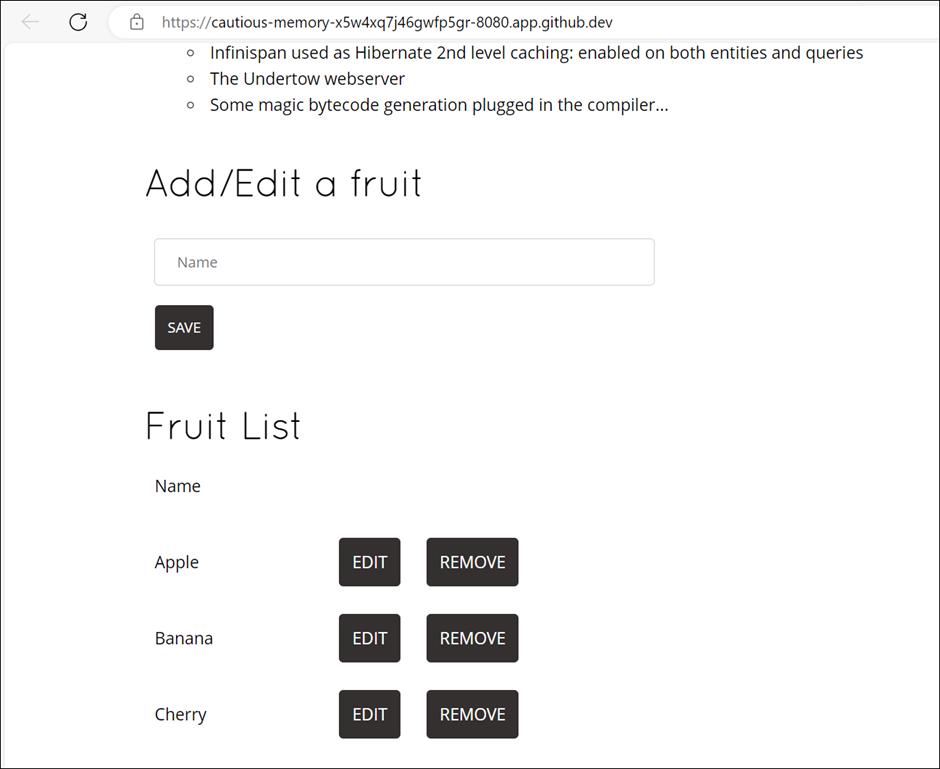 https://cautious-memory-x5w4xq7j46gwfp5gr-8080.app.github.dev
Infinispan used as Hibernate 2nd level caching: enabled on both entities and queries
The Undertow webserver
Some magic bytecode generation plugged in the compiler...
Add/Edit a fruit
Name
SAVE
Fruit List
Name
Apple EDIT REMOVE
Banana EDIT REMOVE
Cherry EDIT REMOVE